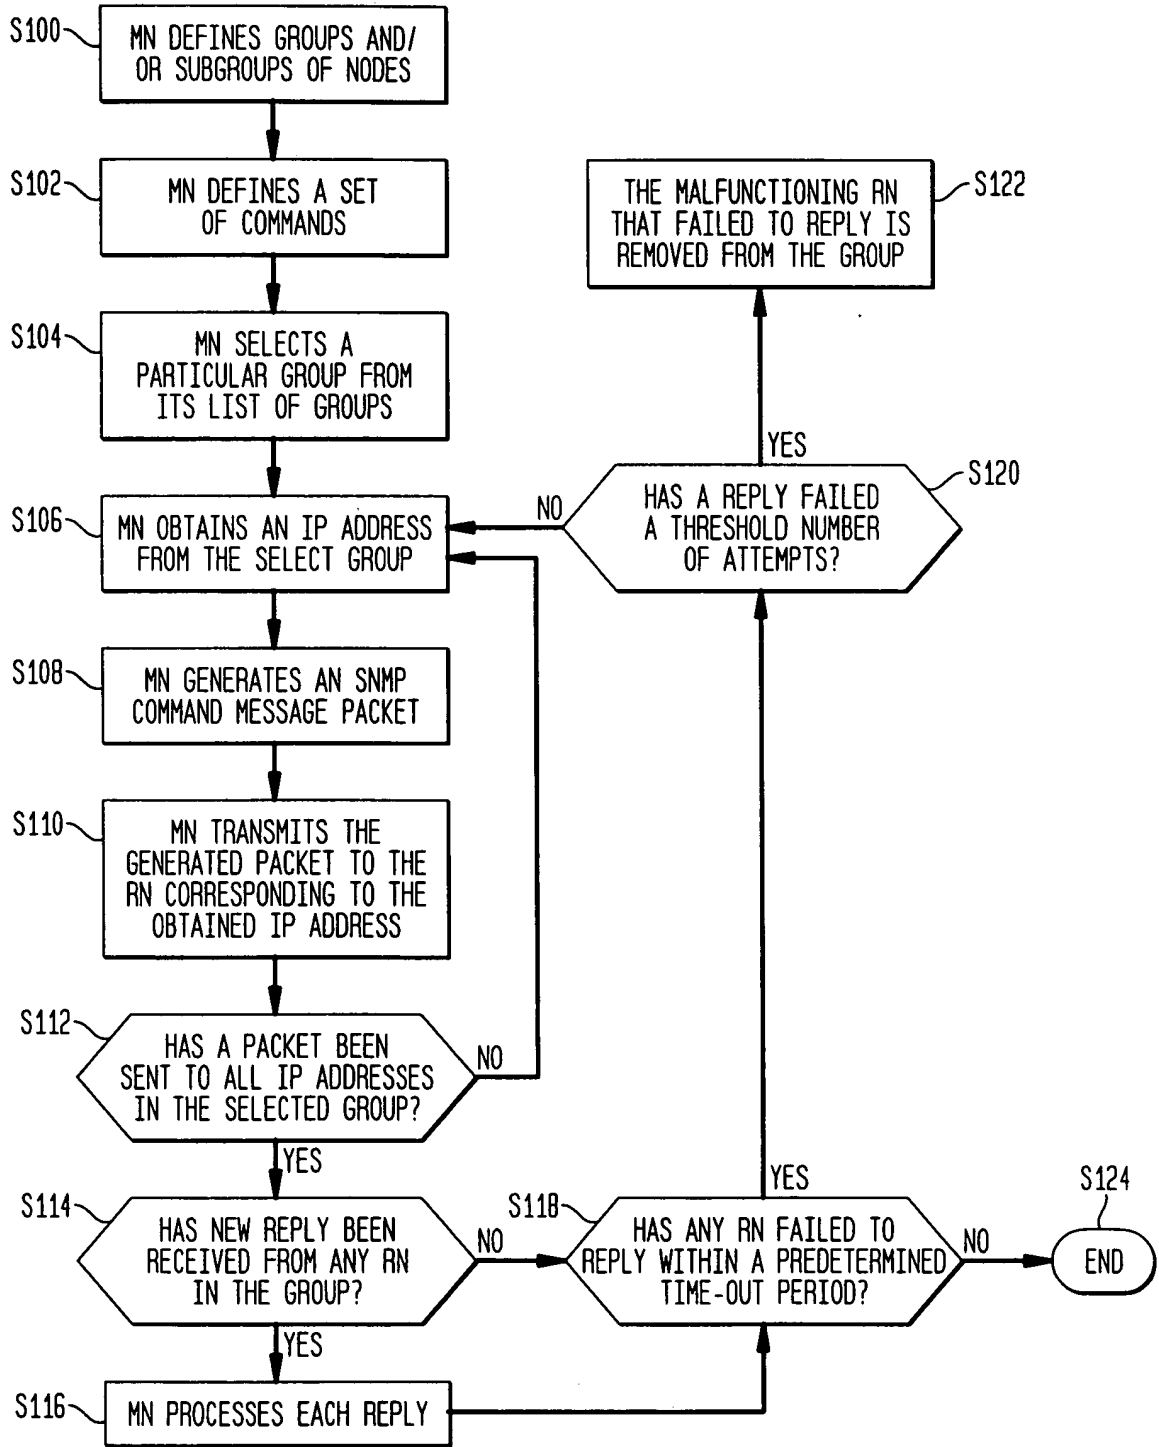 S100
MN DEFINES GROUPS AND/
OR SUBGROUPS OF NODES
S102
MN DEFINES A SET
OF COMMANDS
S104
MN SELECTS A
PARTICULAR GROUP FROM
ITS LIST OF GROUPS
S106
MN OBTAINS AN IP ADDRESS
FROM THE SELECT GROUP
S108
MN GENERATES AN SNMP
COMMAND MESSAGE PACKET
S110
MN TRANSMITS THE
GENERATED PACKET TO THE
RN CORRESPONDING TO THE
OBTAINED IP ADDRESS
S112
HAS A PACKET BEEN
SENT TO ALL IP ADDRESSES
IN THE SELECTED GROUP?
NO
YES
S114
HAS NEW REPLY BEEN
RECEIVED FROM ANY RN
IN THE GROUP?
NO
YES
S116
MN PROCESSES EACH REPLY
S118
HAS ANY RN FAILED TO
REPLY WITHIN A PREDETERMINED
TIME-OUT PERIOD?
YES
NO
S124
END
S120
HAS A REPLY FAILED
A THRESHOLD NUMBER
OF ATTEMPTS?
NO
YES
S122
THE MALFUNCTIONING RN
THAT FAILED TO REPLY IS
REMOVED FROM THE GROUP